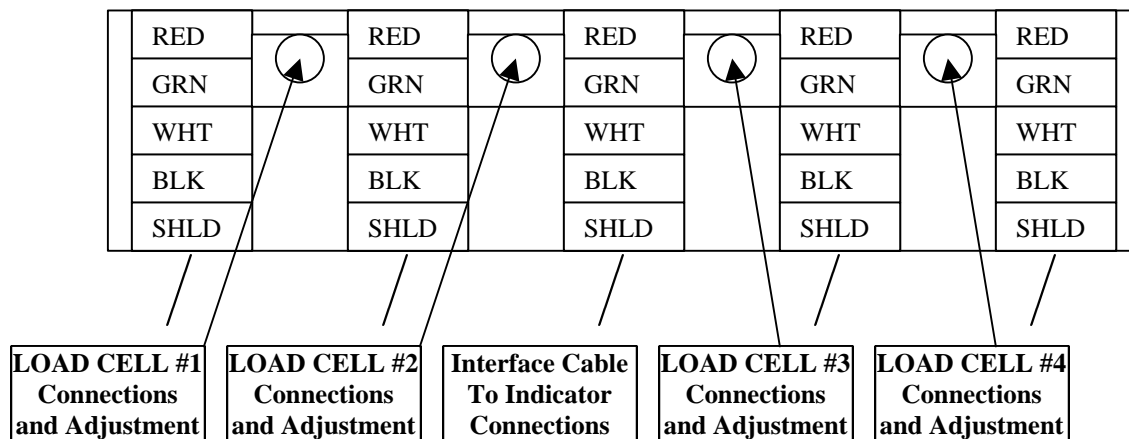 RED RED RED RED RED
GRN GRN GRN GRN GRN
WHT WHT WHT WHT WHT
BLK BLK BLK BLK BLK
SHLD SHLD SHLD SHLD SHLD
LOAD CELL #1
Connections
and Adjustment
LOAD CELL #2
Connections
and Adjustment
Interface Cable
To Indicator
Connections
LOAD CELL #3
Connections
and Adjustment
LOAD CELL #4
Connections
and Adjustment